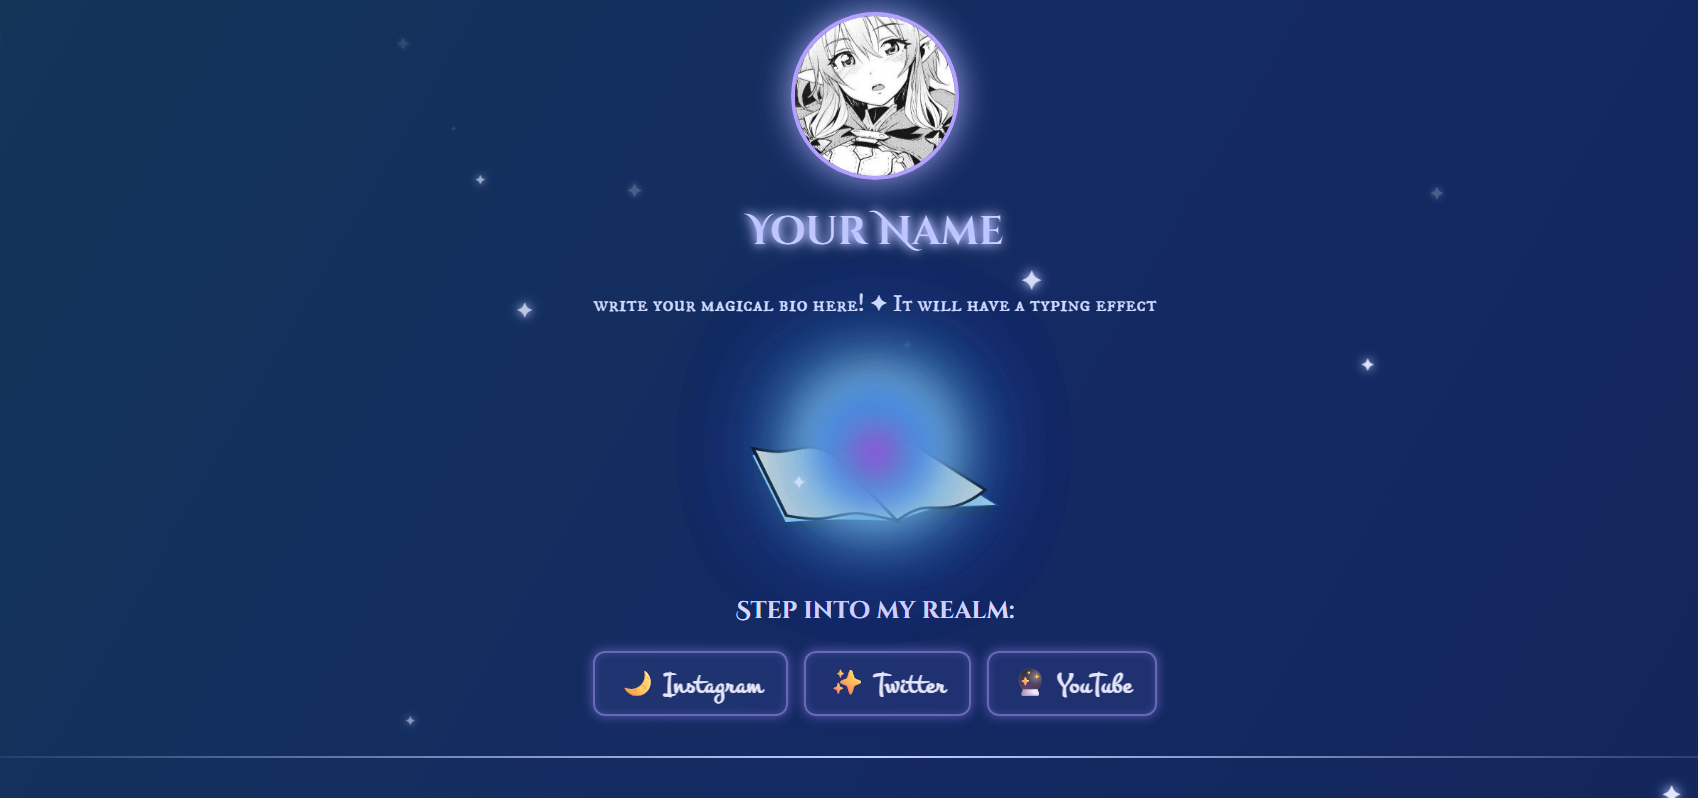 Your Name
write your magical bio here! ✦ It will have a typing effect
Step into my realm:
🌙 Instagram
✨ Twitter
🔮 YouTube